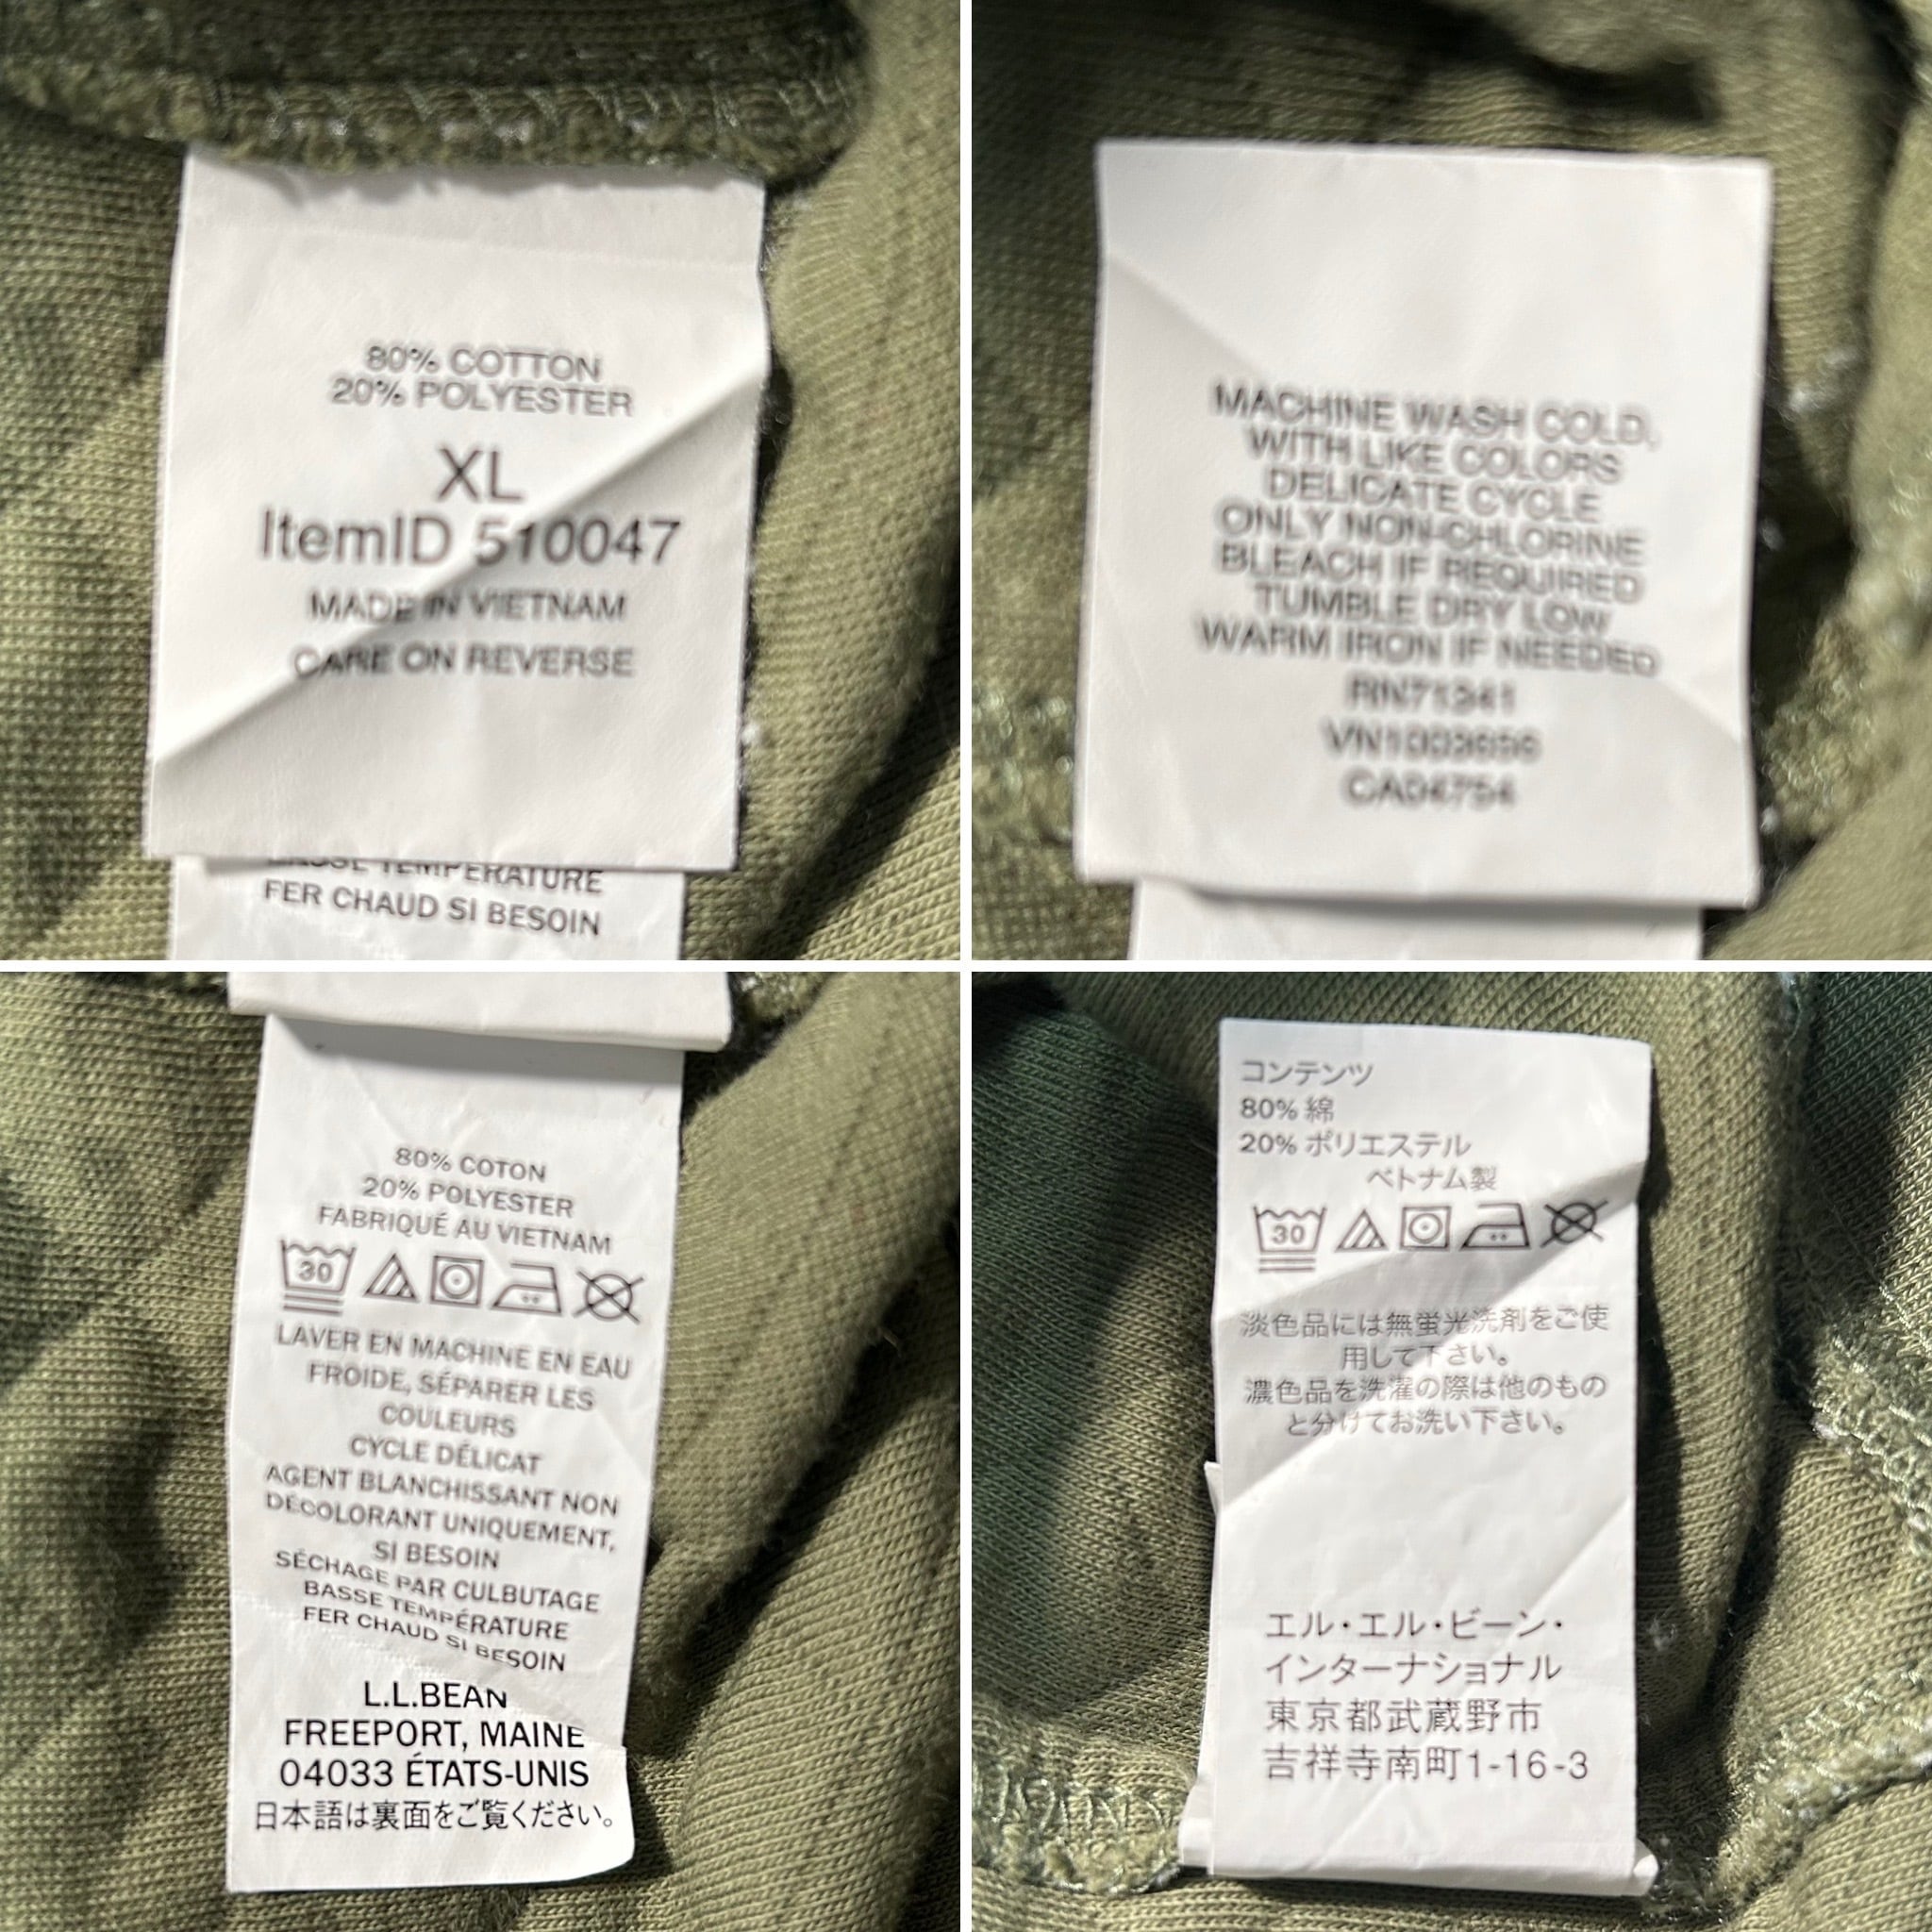 80% COTTON
20% POLYESTER
XL
ItemID 510047
MADE IN VIETNAM
CARE ON REVERSE
TEMPÉRATURE
FER CHAUD SI BESOIN
MACHINE WASH COLD,
WITH LIKE COLORS
DELICATE CYCLE
ONLY NON-CHLORINE
BLEACH IF REQUIRED
TUMBLE DRY LOW
WARM IRON IF NEEDED
RN71341
CA04754
80% COTON
20% POLYESTER
FABRIQUÉ AU VIETNAM
30
LAVER EN MACHINE EN EAU
FROIDE, SÉPARER LES
COULEURS
CYCLE DÉLICAT
AGENT BLANCHISSANT NON
DÉCOLORANT UNIQUEMENT,
SI BESOIN
SÉCHAGE PAR CULBUTAGE
BASSE TEMPÉRATURE
FER CHAUD SI BESOIN
L.L.BEAN
FREEPORT, MAINE
04033 ÉTATS-UNIS
日本語は裏面をご覧ください。
コンテンツ
80% 綿
20% ポリエステル
ベトナム製
30
淡色品には無蛍光洗剤をご使
用して下さい。
濃色品を洗濯の際は他のもの
と分けてお洗い下さい。
エル・エル・ビーン・
インターナショナル
東京都武蔵野市
吉祥寺南町1-16-3